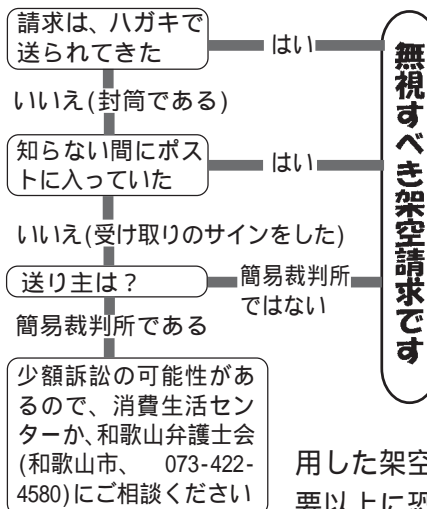 請求は、ハガキで
送られてきた
はい
いいえ(封筒である)
知らない間にポス
トに入っていた
はい
いいえ(受け取りのサインをした)
送り主は？
簡易裁判所
ではない
簡易裁判所である
少額訴訟の可能性があ
るので、消費生活セン
ターか、和歌山弁護士会
(和歌山市、　073-422-
4580)にご相談ください
無視すべき架空請求です
用した架空